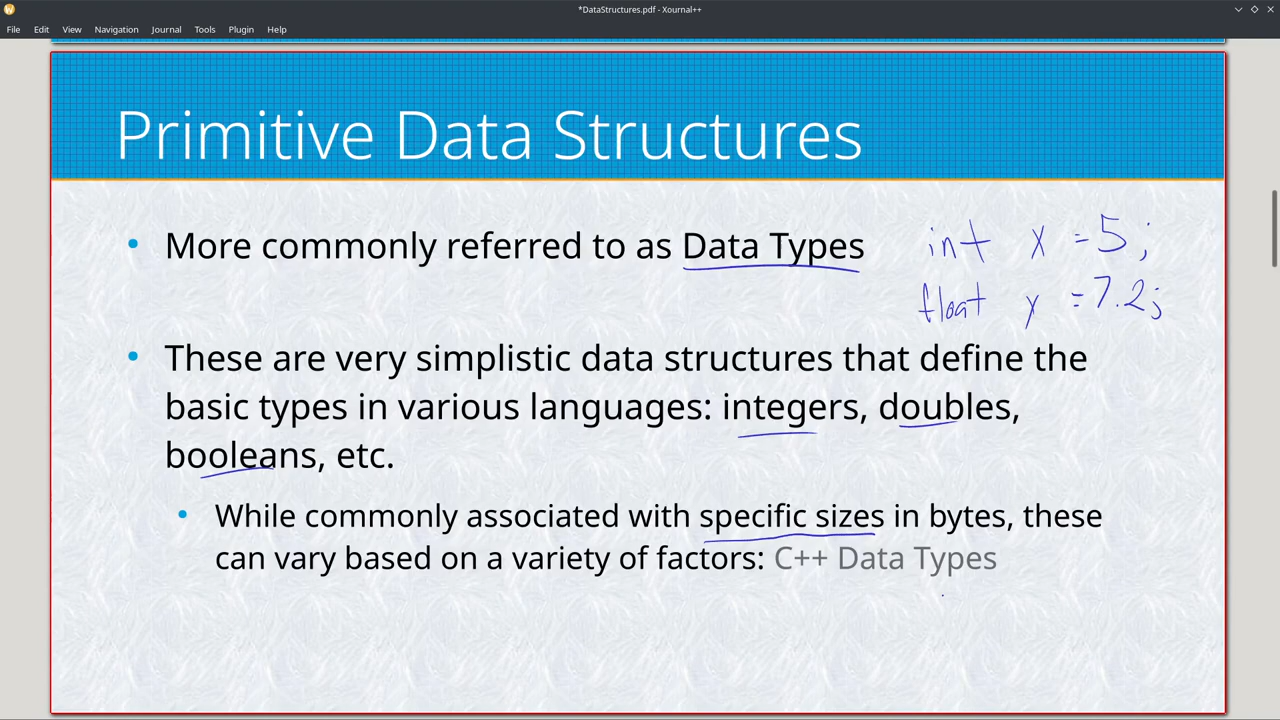 *DataStructures.pdf - Xournal++
File Edit View Navigation Journal Tools Plugin Help
Primitive Data Structures
• More commonly referred to as Data Types
int x = 5;
float y = 7.2;
• These are very simplistic data structures that define the
basic types in various languages: integers, doubles,
booleans, etc.
• While commonly associated with specific sizes in bytes, these
can vary based on a variety of factors: C++ Data Types